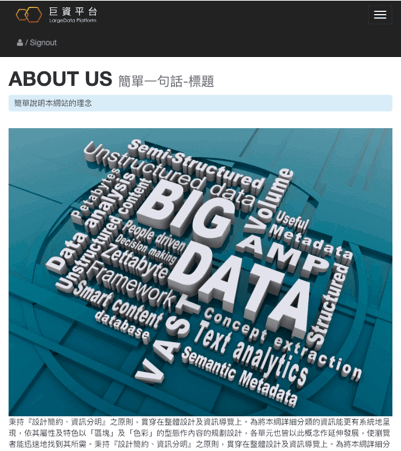 巨資平台
LargeData Platform
/ Signout
ABOUT US 簡單一句話-標題
簡單說明本網站的理念
Semi-Structured
Unstructured data
petabytes
Data analysis
Unstructured content
BIG
Volume
Useful
Metadata
People driven
Decision making
AMP
Zettabyte
DATA
Structured
Framework
Smart content
database
VAST
Concept extraction
Text analytics
Semantic Metadata
秉持『設計簡約、資訊分明』之原則、貫穿在整體設計及資訊導覽上。為將本網詳細分類的資訊能更有系統地呈
現，依其屬性及特色以「區塊」及「色彩」的型態作內容的規劃設計，各單元也皆以此概念作延伸發展，使瀏覽
者能迅速地找到其所需。秉持『設計簡約、資訊分明』之原則、貫穿在整體設計及資訊導覽上。為將本網詳細分